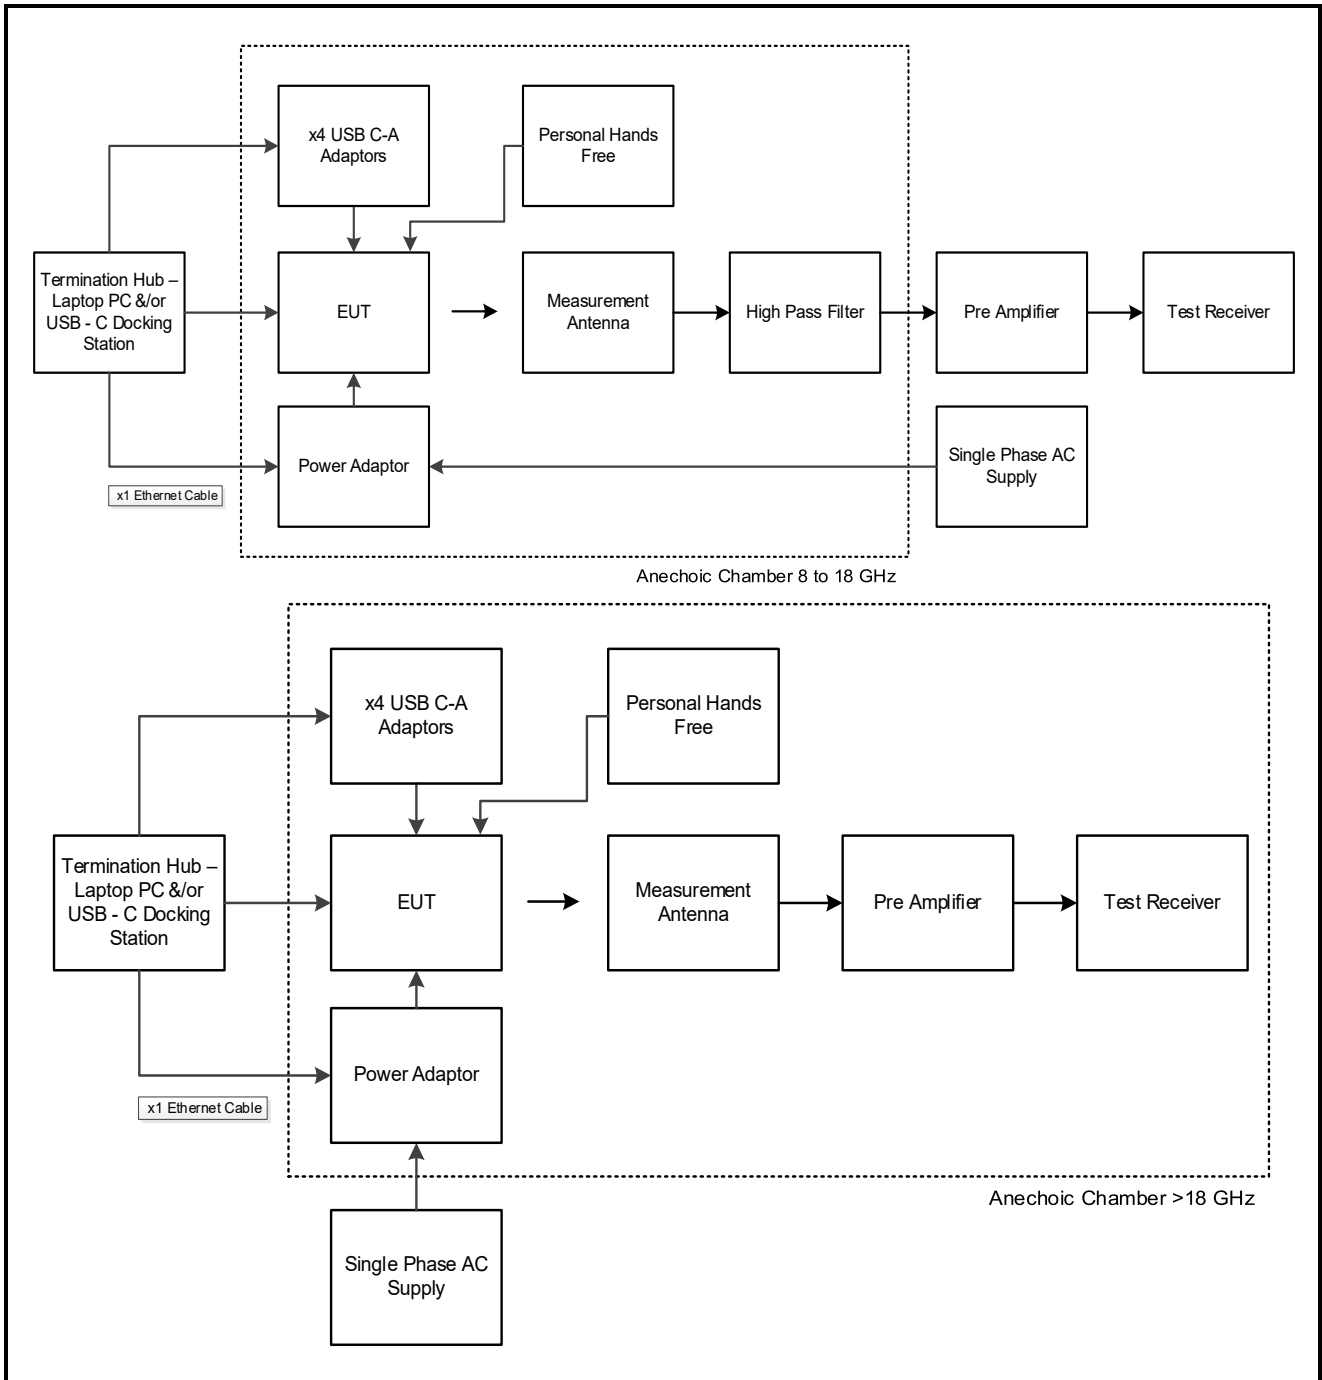 x4 USB C-A
Adaptors
Personal Hands
Free
Termination Hub –
Laptop PC &/or
USB - C Docking
Station
EUT
Measurement
Antenna
High Pass Filter
Pre Amplifier
Test Receiver
Power Adaptor
Single Phase AC
Supply
x1 Ethernet Cable
Anechoic Chamber 8 to 18 GHz
x4 USB C-A
Adaptors
Personal Hands
Free
Termination Hub –
Laptop PC &/or
USB - C Docking
Station
EUT
Measurement
Antenna
Pre Amplifier
Test Receiver
Power Adaptor
x1 Ethernet Cable
Anechoic Chamber >18 GHz
Single Phase AC
Supply